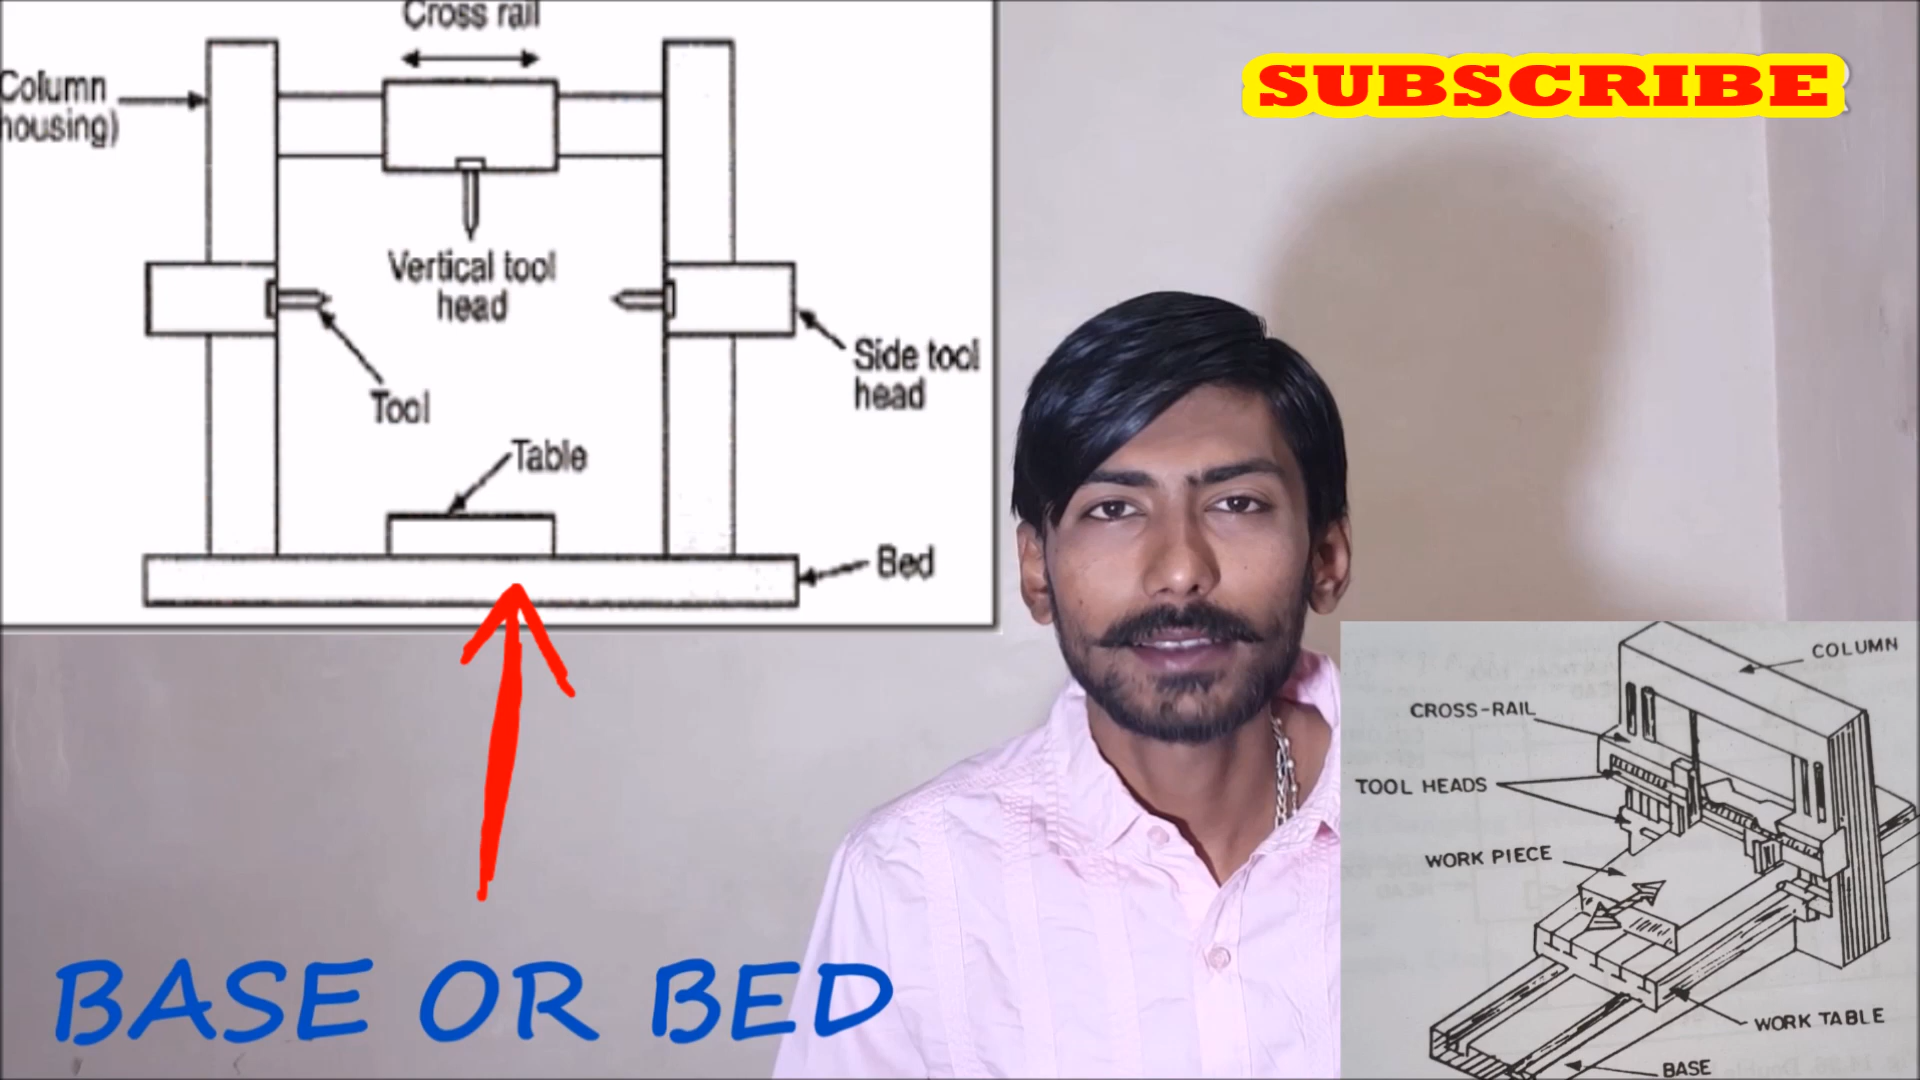 Cross rail
Column
housing)
Vertical tool
head
Side tool
head
Tool
Table
Bed
SUBSCRIBE
COLUMN
CROSS-RAIL
TOOL HEADS
WORK PIECE
WORK TABLE
BASE
BASE OR BED